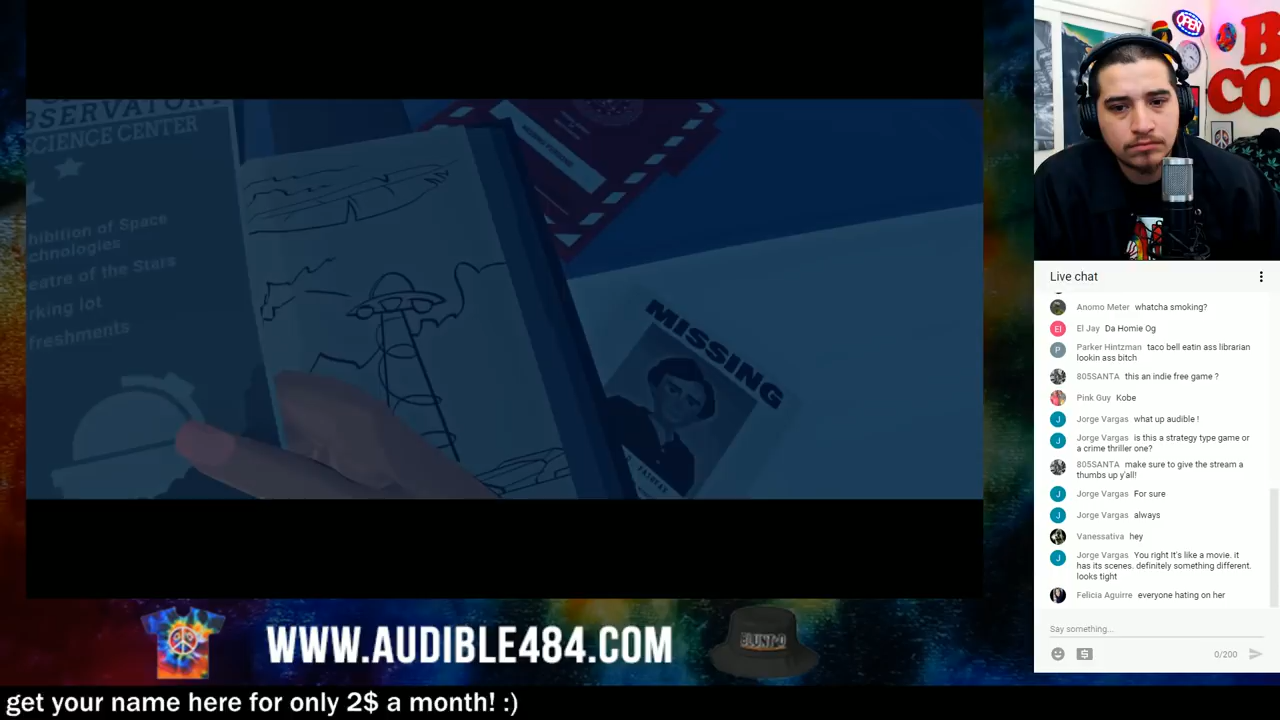 BSERVATORY
SCIENCE CENTER
hibition of Space
chnologies
eatre of the Stars
rking lot
freshments
MISSING
OPEN
B
CO
Live chat
Anomo Meter whatcha smoking?
El Jay Da Homie Og
Parker Hintzman taco bell eatin ass librarian
lookin ass bitch
805SANTA this an indie free game ?
Pink Guy Kobe
Jorge Vargas what up audible !
Jorge Vargas is this a strategy type game or
a crime thriller one?
805SANTA make sure to give the stream a
thumbs up y'all!
Jorge Vargas For sure
Jorge Vargas always
Vanessativa hey
Jorge Vargas You right It's like a movie. it
has its scenes. definitely something different.
looks tight
Felicia Aguirre everyone hating on her
Say something...
0/200
WWW.AUDIBLE484.COM
get your name here for only 2$ a month! :)